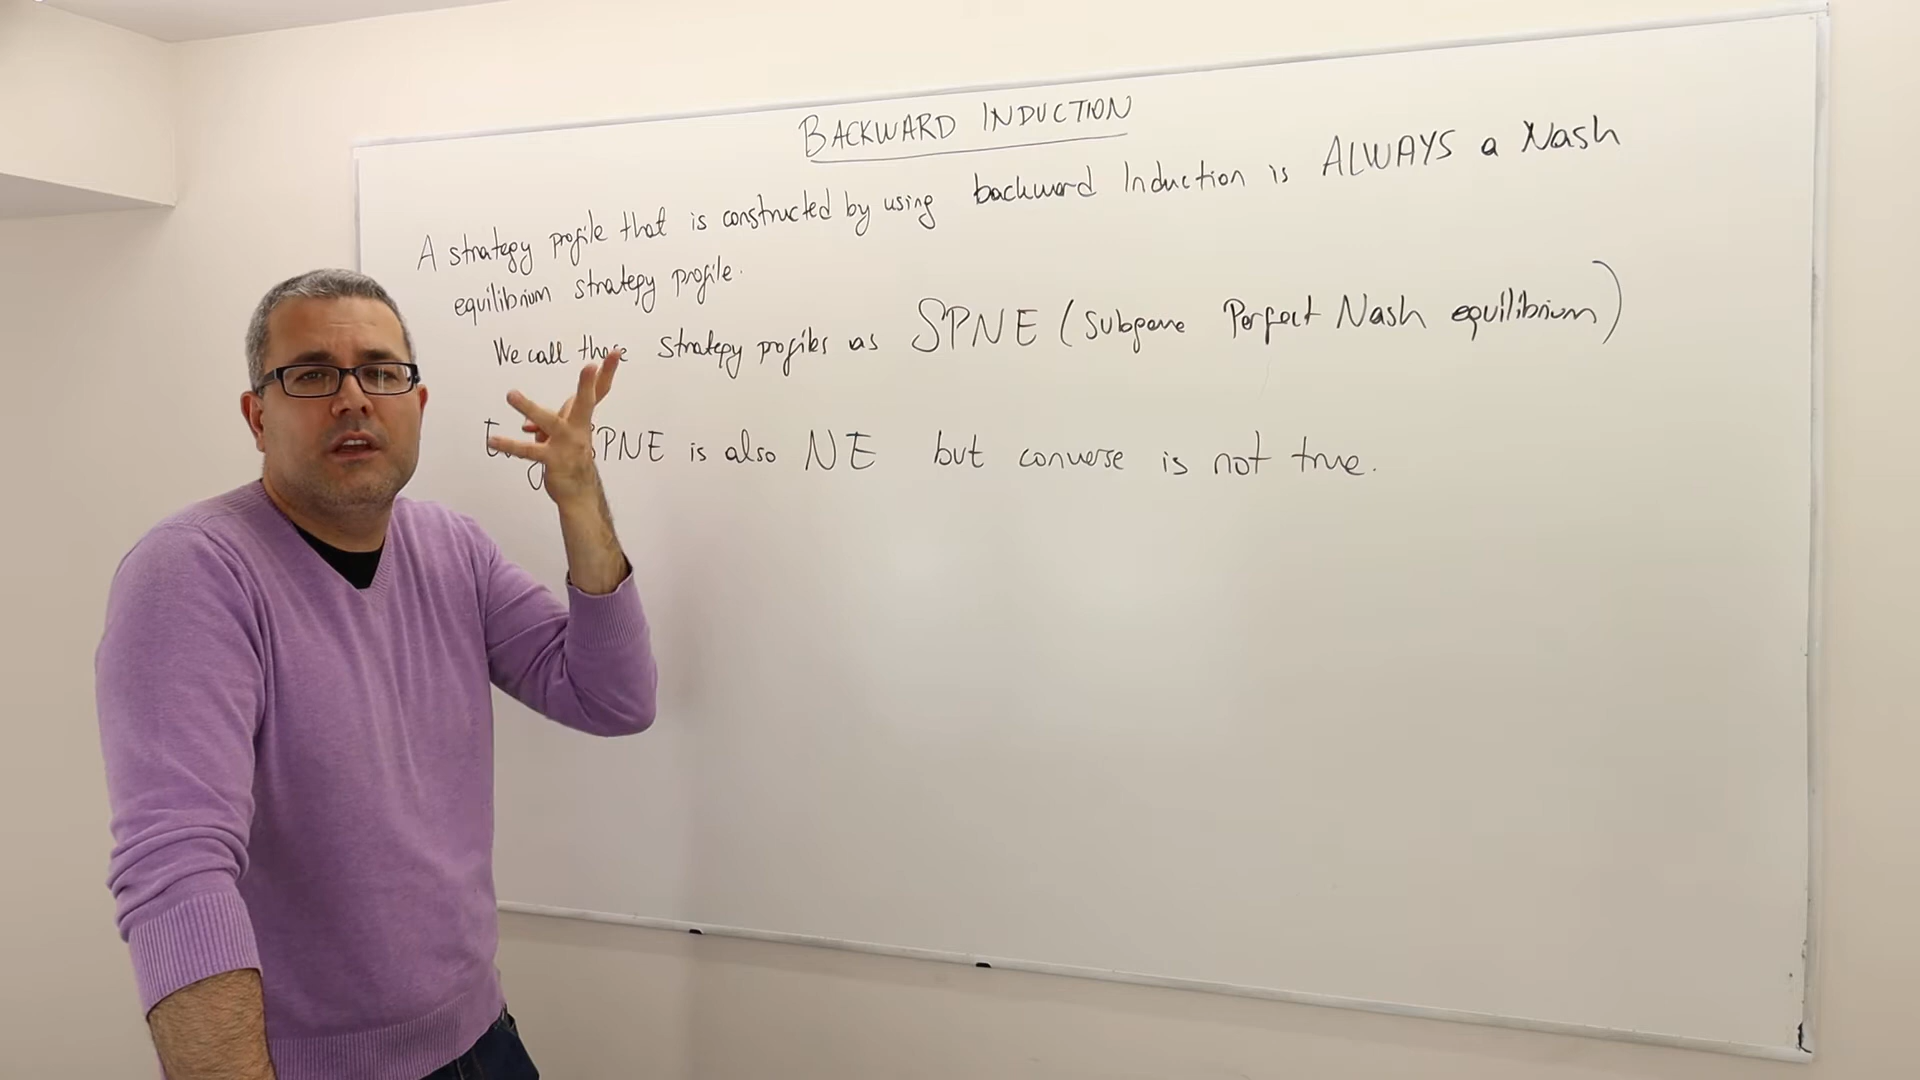 BACKWARD INDUCTION
A strategy profile that is constructed by using backward Induction is ALWAYS a Nash
equilibrium strategy profile.
We call these strategy profiles as SPNE (Subgame Perfect Nash equilibrium)
SPNE is also NE but converse is not true.